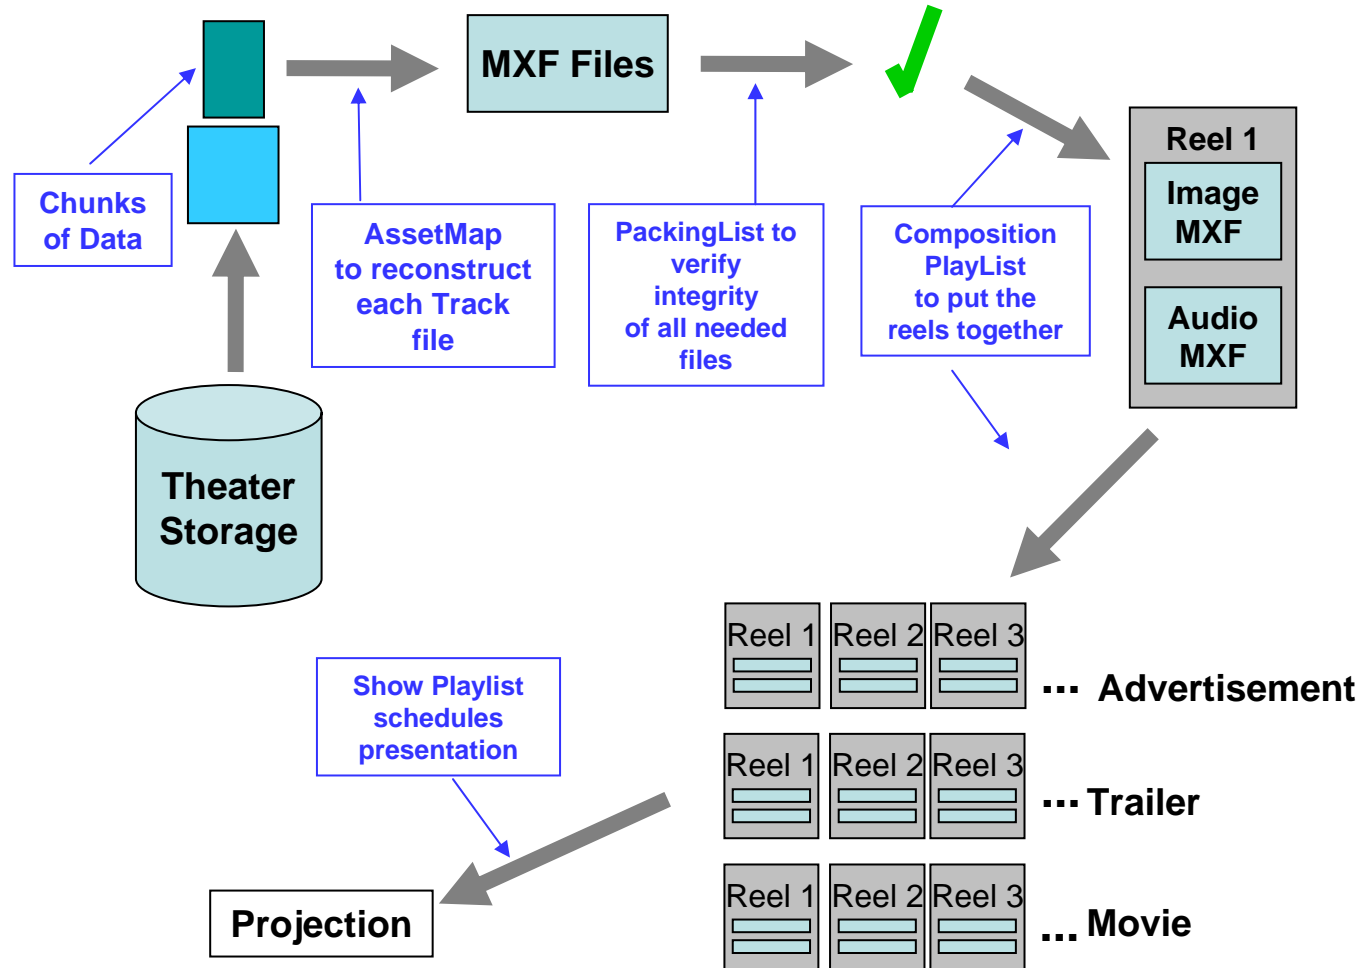 MXF Files
Chunks
of Data
AssetMap
to reconstruct
each Track
file
PackingList to
verify
integrity
of all needed
files
Composition
PlayList
to put the
reels together
Reel 1
Image
MXF
Audio
MXF
Theater
Storage
Reel 1 Reel 2 Reel 3
... Advertisement
Show Playlist
schedules
presentation
Reel 1 Reel 2 Reel 3
... Trailer
Reel 1 Reel 2 Reel 3
... Movie
Projection